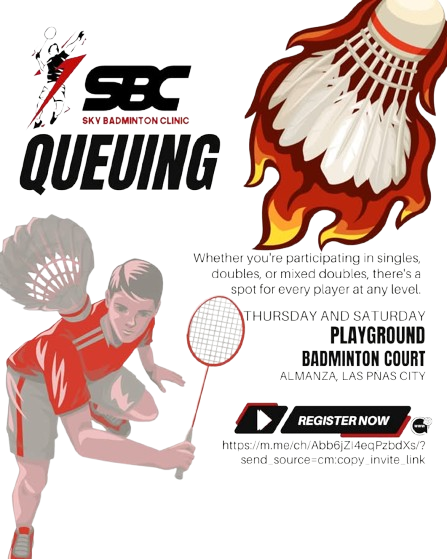 SBC
SKY BADMINTON CLINIC
QUEUING
Whether you're participating in singles,
doubles, or mixed doubles, there's a
spot for every player at any level.
THURSDAY AND SATURDAY
PLAYGROUND
BADMINTON COURT
ALMANZA, LAS PNAS CITY
REGISTER NOW
https://m.me/ch/Abb6jZl4eqPzbdXs/?
send_source=cm:copy_invite_link